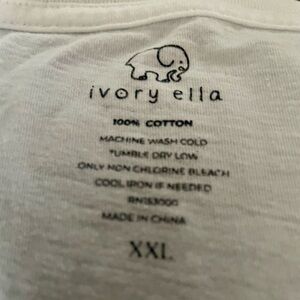 ivory ella
100% COTTON
MACHINE WASH COLD
TUMBLE DRY LOW
ONLY NON CHLORINE BLEACH
COOL IRON IF NEEDED
RN153000
MADE IN CHINA
XXL